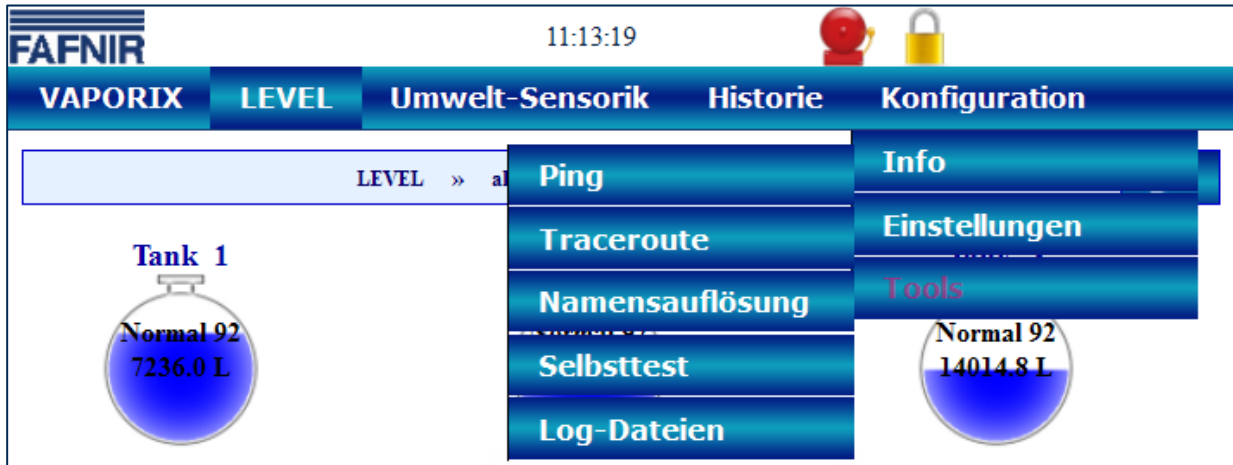 FAFNIR
11:13:19
VAPORIX LEVEL Umwelt-Sensorik Historie Konfiguration
LEVEL »
Ping
Traceroute
Namensauflösung
Selbsttest
Log-Dateien
Info
Einstellungen
Tools
Tank 1
Normal 92
7236.0 L
Normal 92
14014.8 L